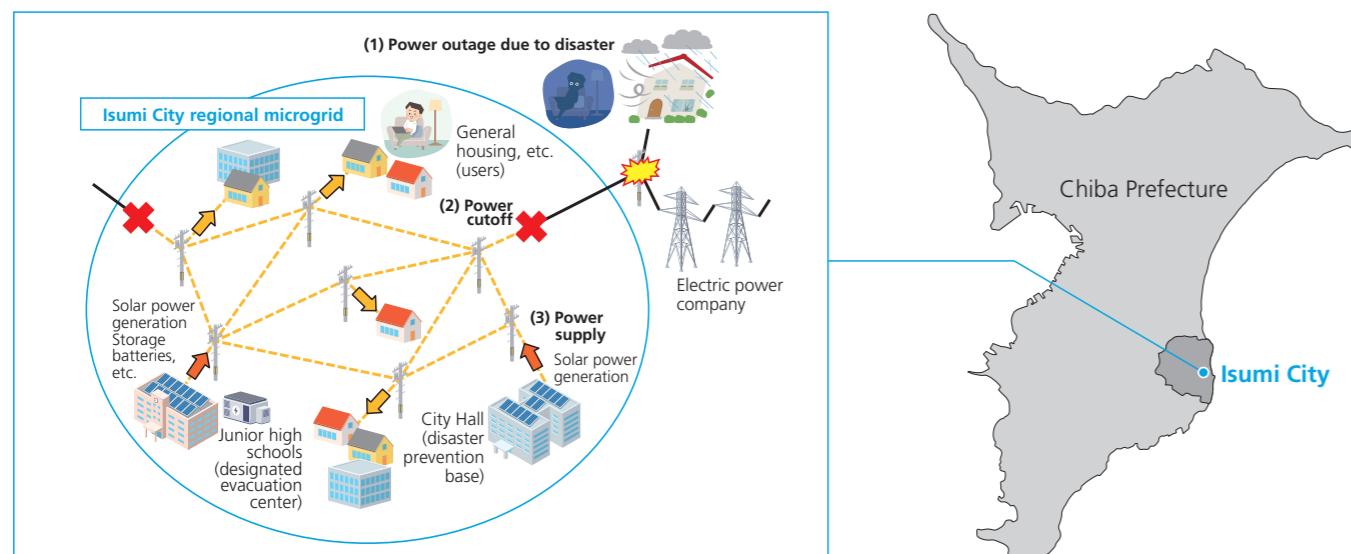 (1) Power outage due to disaster
Isumi City regional microgrid
General
housing, etc.
(users)
(2) Power
cutoff
Electric power
company
Solar power
generation
Storage
batteries,
etc.
(3) Power
supply
Solar power
generation
Junior high
schools
(designated
evacuation
center)
City Hall
(disaster
prevention
base)
Chiba Prefecture
Isumi City